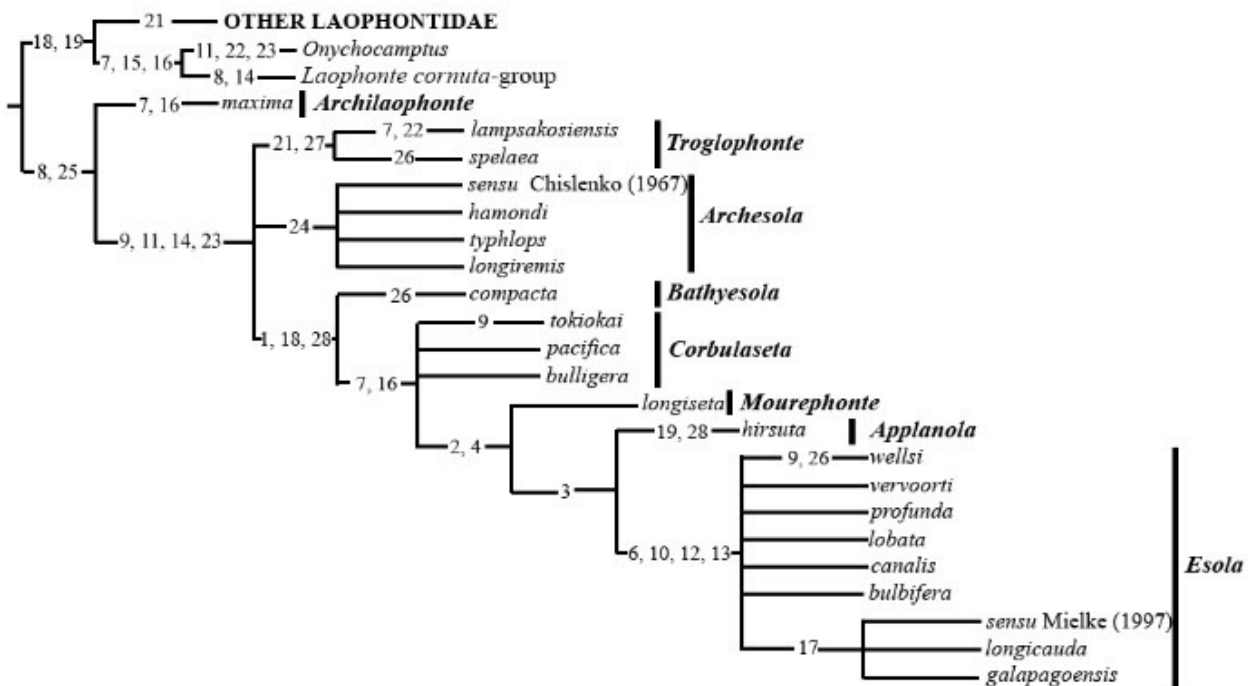 21 OTHER LAOPHONTIDAE
18, 19
7, 15, 16
11, 22, 23 Onychocamptus
8, 14 Laophonte cornuta-group
7, 16 maxima Archilaophonte
8, 25
21, 27
7, 22 lampsakosiensis
26 spelaea
Troglophonte
9, 11, 14, 23
24
sensu Chislenko (1967)
hamondi
typhlops
longiremis
Archesola
1, 18, 28
26 compacta Bathyesola
7, 16
9 tokiokai
pacifica
bulligera
Corbulaseta
2, 4
longiseta Mourephonte
3
19, 28 hirsuta Applanola
6, 10, 12, 13
9, 26 wellsi
vervoorti
profunda
lobata
canalis
bulbifera
17
sensu Mielke (1997)
longicauda
galapagoensis
Esola